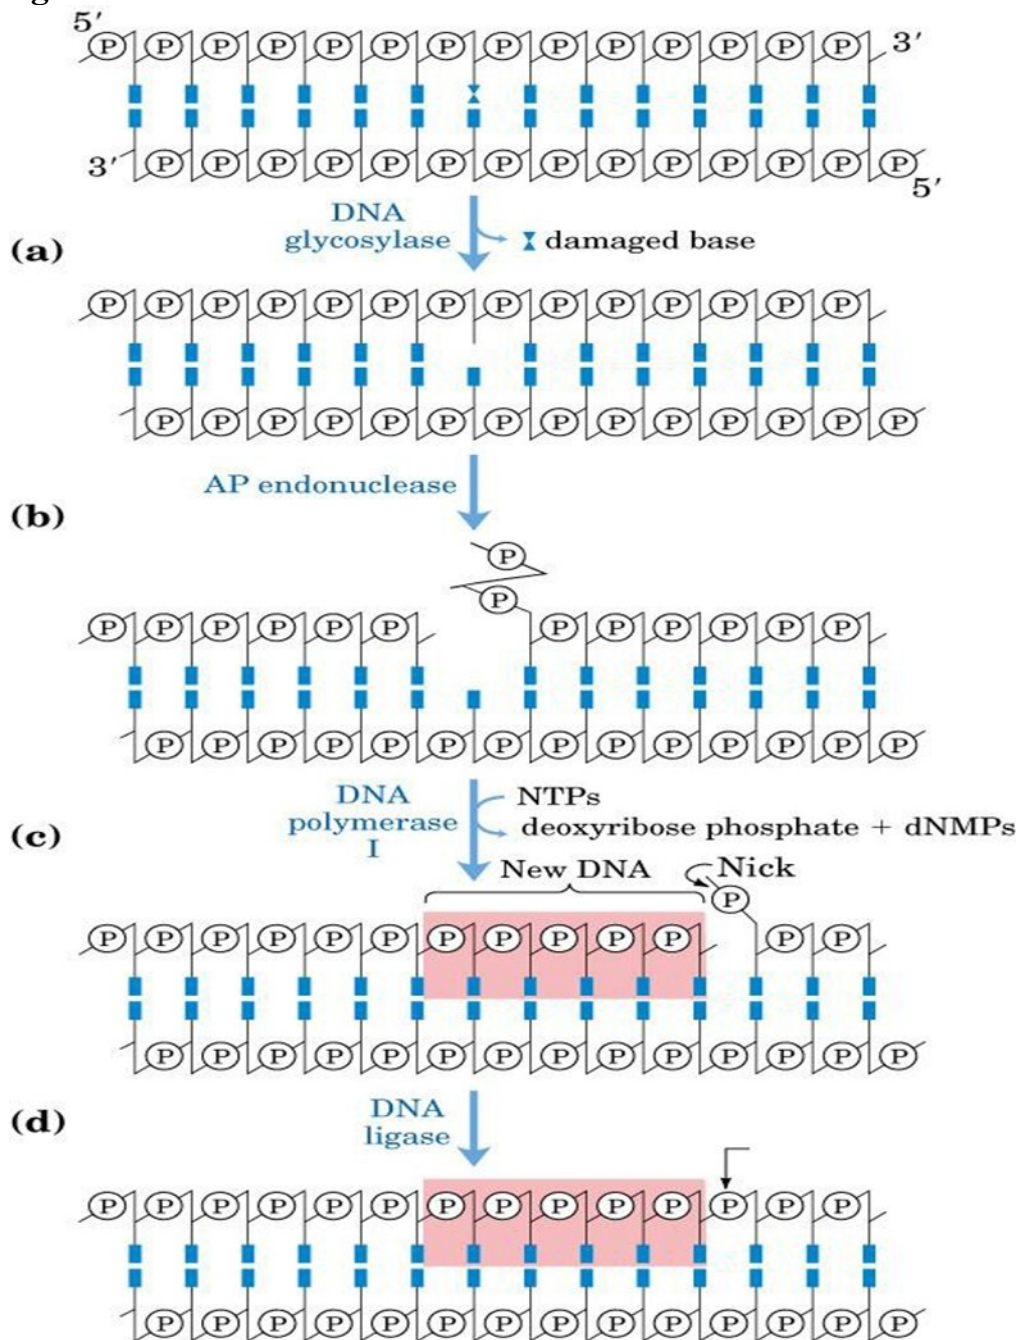 5′
P P P P P P P P P P P P P P 3′
3′ P P P P P P P P P P P P P P
5′
DNA
glycosylase
damaged base
(a)
P P P P P P P P P P P P P P
P P P P P P P P P P P P P P
AP endonuclease
(b)
P
P
P P P P P P P P P P P P
P P P P P P P P P P P P P P
DNA
polymerase
I
NTPs
deoxyribose phosphate + dNMPs
(c)
New DNA
Nick
P
P P P P P P P P P P P P P
P P P P P P P P P P P P P P
(d)
DNA
ligase
P P P P P P P P P P P P P P
P P P P P P P P P P P P P P